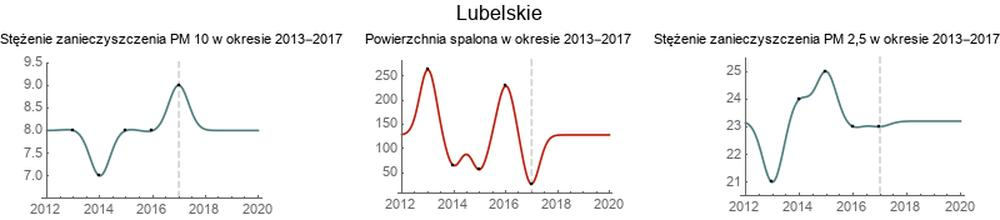 Lubelskie
Stężenie zanieczyszczenia PM 10 w okresie 2013–2017
9.5
9.0
8.5
8.0
7.5
7.0
2012 2014 2016 2018 2020
Powierzchnia spalona w okresie 2013–2017
250
200
150
100
50
2012 2014 2016 2018 2020
Stężenie zanieczyszczenia PM 2,5 w okresie 2013–2017
25
24
23
22
21
2012 2014 2016 2018 2020